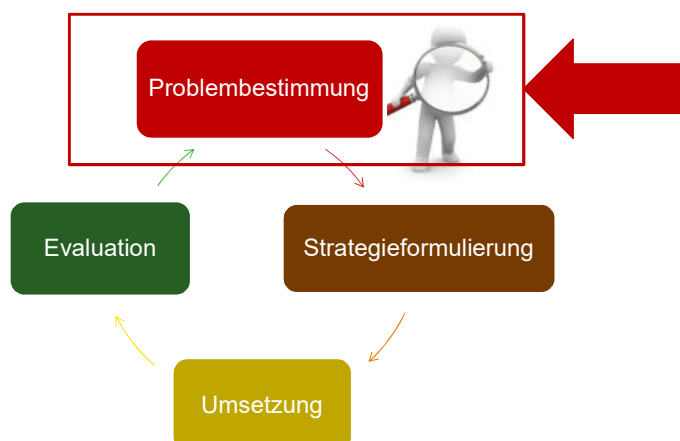 Problembestimmung
Evaluation
Strategieformulierung
Umsetzung